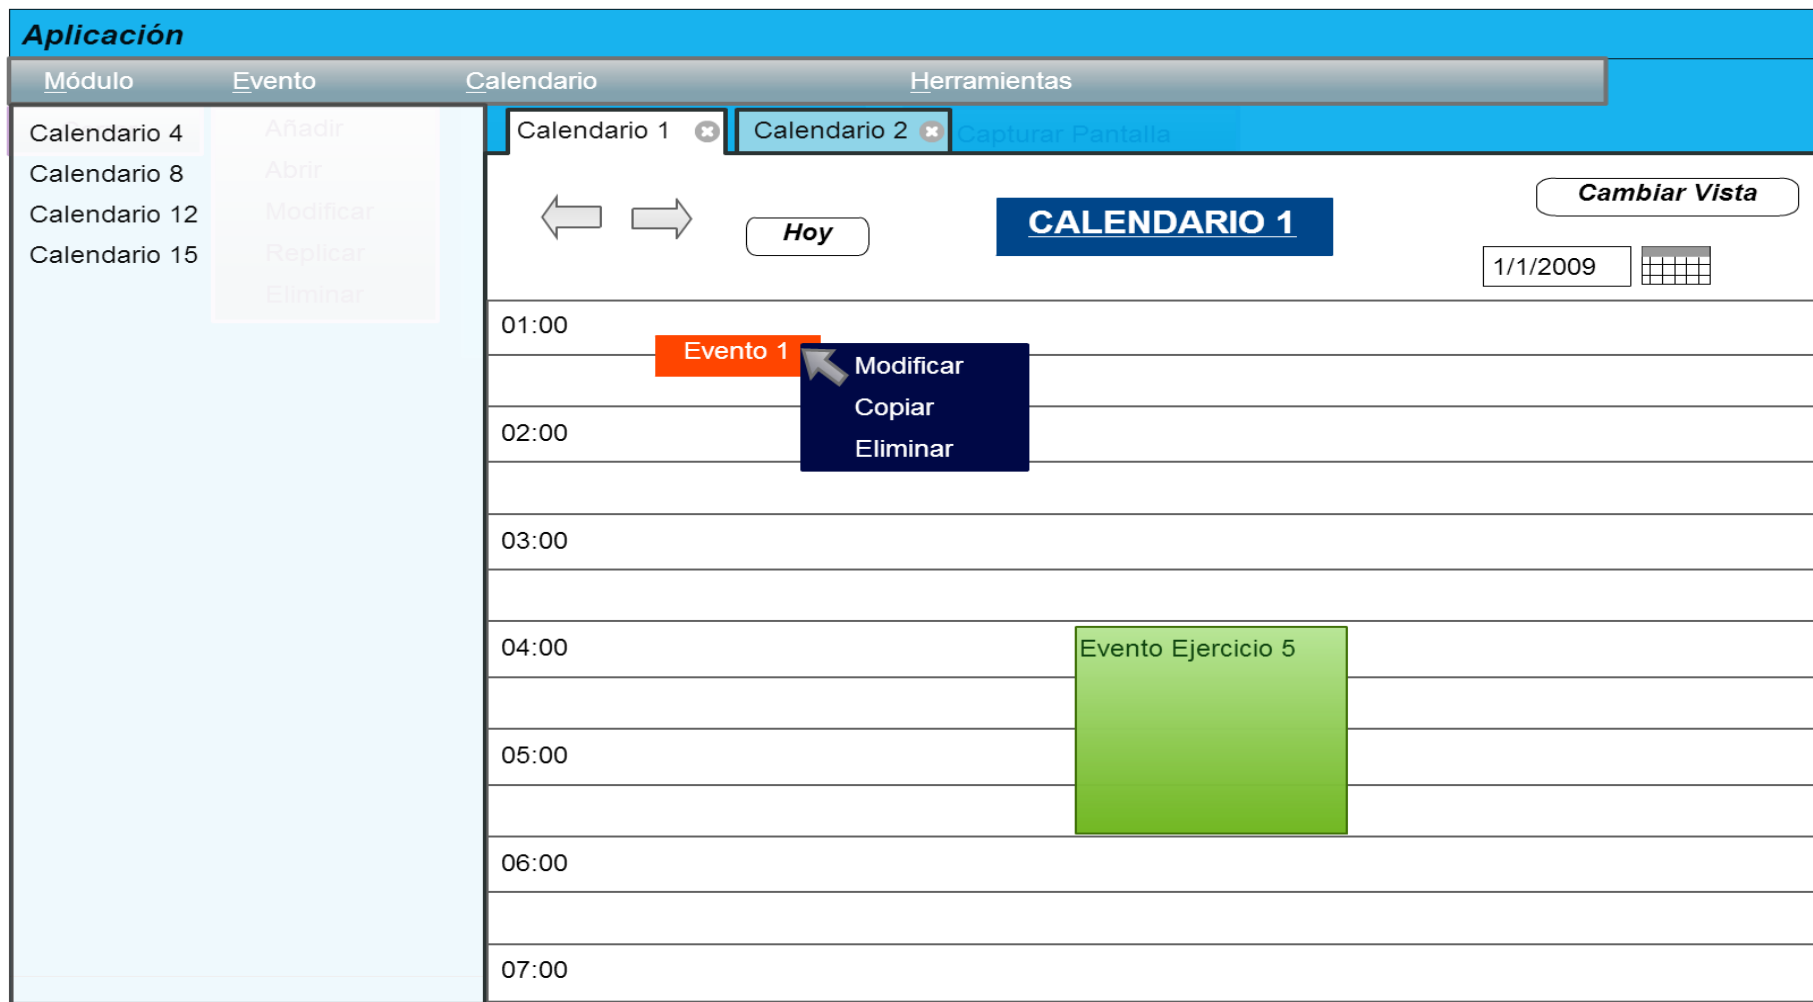 Aplicación
Módulo Evento Calendario Herramientas
Calendario 4
Calendario 8
Calendario 12
Calendario 15
Añadir
Abrir
Modificar
Replicar
Eliminar
Calendario 1 Calendario 2 Capturar Pantalla
Hoy
CALENDARIO 1
Cambiar Vista
1/1/2009
01:00
Evento 1
Modificar
Copiar
Eliminar
02:00
03:00
04:00
Evento Ejercicio 5
05:00
06:00
07:00